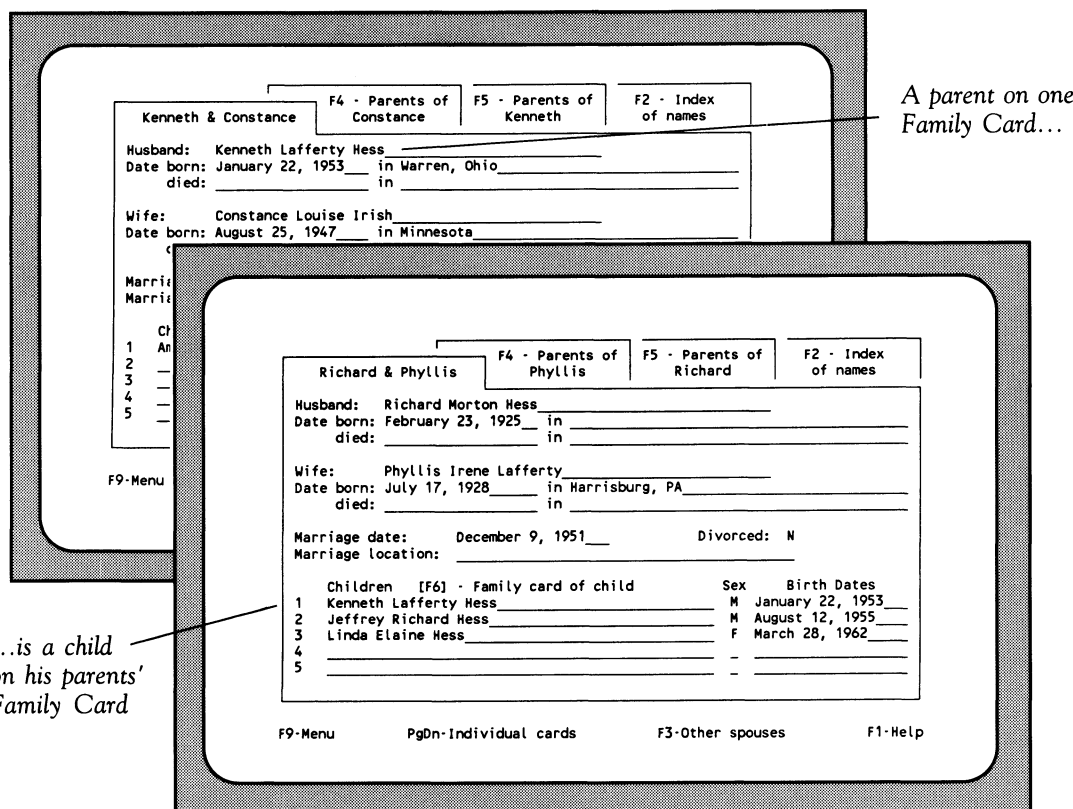 F4 - Parents of Constance
F5 - Parents of Kenneth
F2 - Index of names
Kenneth & Constance
Husband: Kenneth Lafferty Hess
Date born: January 22, 1953___ in Warren, Ohio
died: in
Wife: Constance Louise Irish
Date born: August 25, 1947____ in Minnesota
1
2
3
4
5
F9-Menu
A parent on one
Family Card...
F4 - Parents of Phyllis
F5 - Parents of Richard
F2 - Index of names
Richard & Phyllis
Husband: Richard Morton Hess
Date born: February 23, 1925__ in
died: in
Wife: Phyllis Irene Lafferty
Date born: July 17, 1928_____ in Harrisburg, PA
died: in
Marriage date: December 9, 1951___ Divorced: N
Marriage location:
Children [F6] - Family card of child Sex Birth Dates
1 Kenneth Lafferty Hess M January 22, 1953
2 Jeffrey Richard Hess M August 12, 1955
3 Linda Elaine Hess F March 28, 1962
4
5
F9-Menu PgDn-Individual cards F3-Other spouses F1-Help
...is a child
on his parents'
Family Card